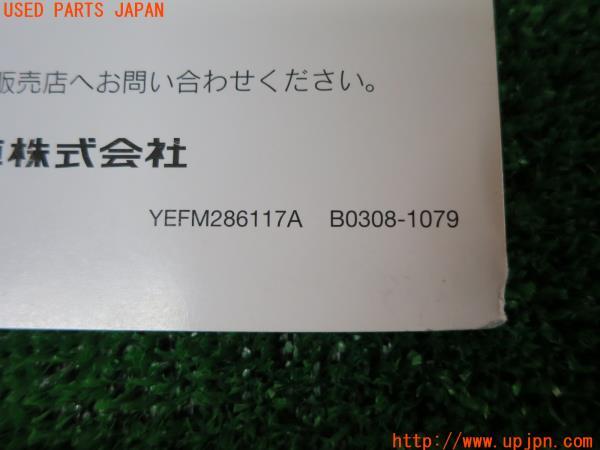 USED PARTS JAPAN
販売店へお問い合わせください。
株式会社
YEFM286117A B0308-1079
http://www.upjpn.com